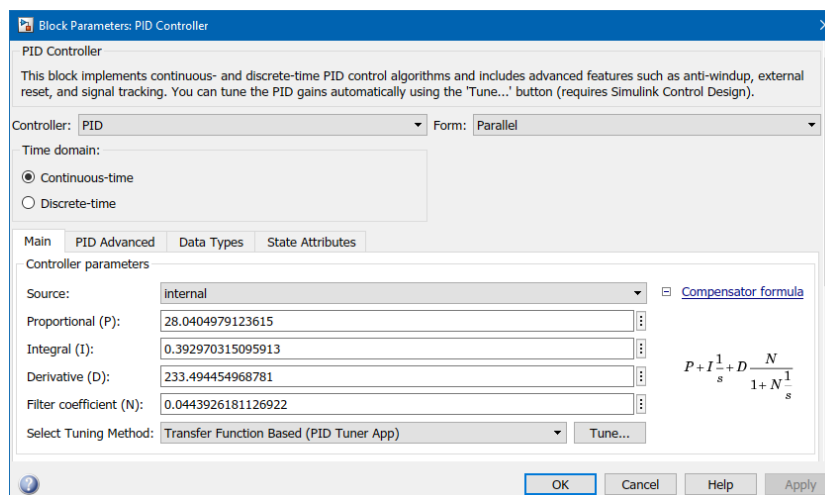 Block Parameters: PID Controller
PID Controller
This block implements continuous- and discrete-time PID control algorithms and includes advanced features such as anti-windup, external
reset, and signal tracking. You can tune the PID gains automatically using the 'Tune...' button (requires Simulink Control Design).
Controller: PID Form: Parallel
Time domain:
Continuous-time
Discrete-time
Main PID Advanced Data Types State Attributes
Controller parameters
Source: internal Compensator formula
Proportional (P): 28.0404979123615
Integral (I): 0.392970315095913
Derivative (D): 233.494454968781
Filter coefficient (N): 0.0443926181126922
P+I 1/s +D N/(1+N 1/s)
Select Tuning Method: Transfer Function Based (PID Tuner App) Tune...
? OK Cancel Help Apply